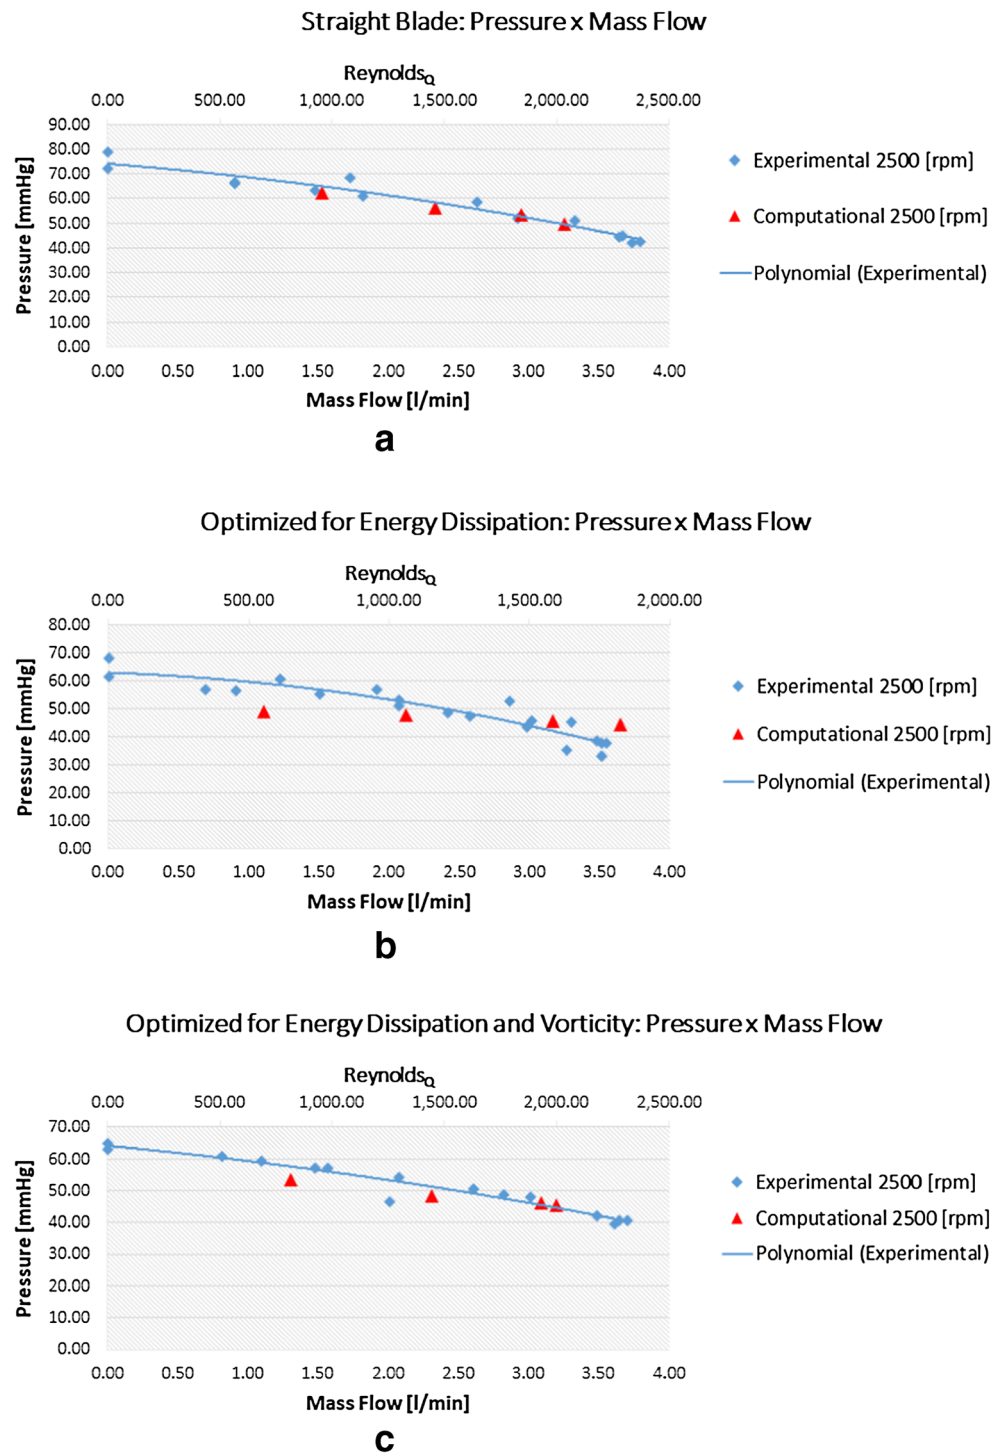 Straight Blade: Pressure x Mass Flow
ReynoldsQ
0.00 500.00 1,000.00 1,500.00 2,000.00 2,500.00
90.00
80.00
70.00
60.00
50.00
40.00
30.00
20.00
10.00
0.00
Pressure [mmHg]
0.00 0.50 1.00 1.50 2.00 2.50 3.00 3.50 4.00
Mass Flow [l/min]
Experimental 2500 [rpm]
Computational 2500 [rpm]
Polynomial (Experimental)
a
Optimized for Energy Dissipation: Pressure x Mass Flow
ReynoldsQ
0.00 500.00 1,000.00 1,500.00 2,000.00
80.00
70.00
60.00
50.00
40.00
30.00
20.00
10.00
0.00
Pressure [mmHg]
0.00 0.50 1.00 1.50 2.00 2.50 3.00 3.50 4.00
Mass Flow [l/min]
Experimental 2500 [rpm]
Computational 2500 [rpm]
Polynomial (Experimental)
b
Optimized for Energy Dissipation and Vorticity: Pressure x Mass Flow
ReynoldsQ
0.00 500.00 1,000.00 1,500.00 2,000.00 2,500.00
70.00
60.00
50.00
40.00
30.00
20.00
10.00
0.00
Pressure [mmHg]
0.00 0.50 1.00 1.50 2.00 2.50 3.00 3.50 4.00
Mass Flow [l/min]
Experimental 2500 [rpm]
Computational 2500 [rpm]
Polynomial (Experimental)
c